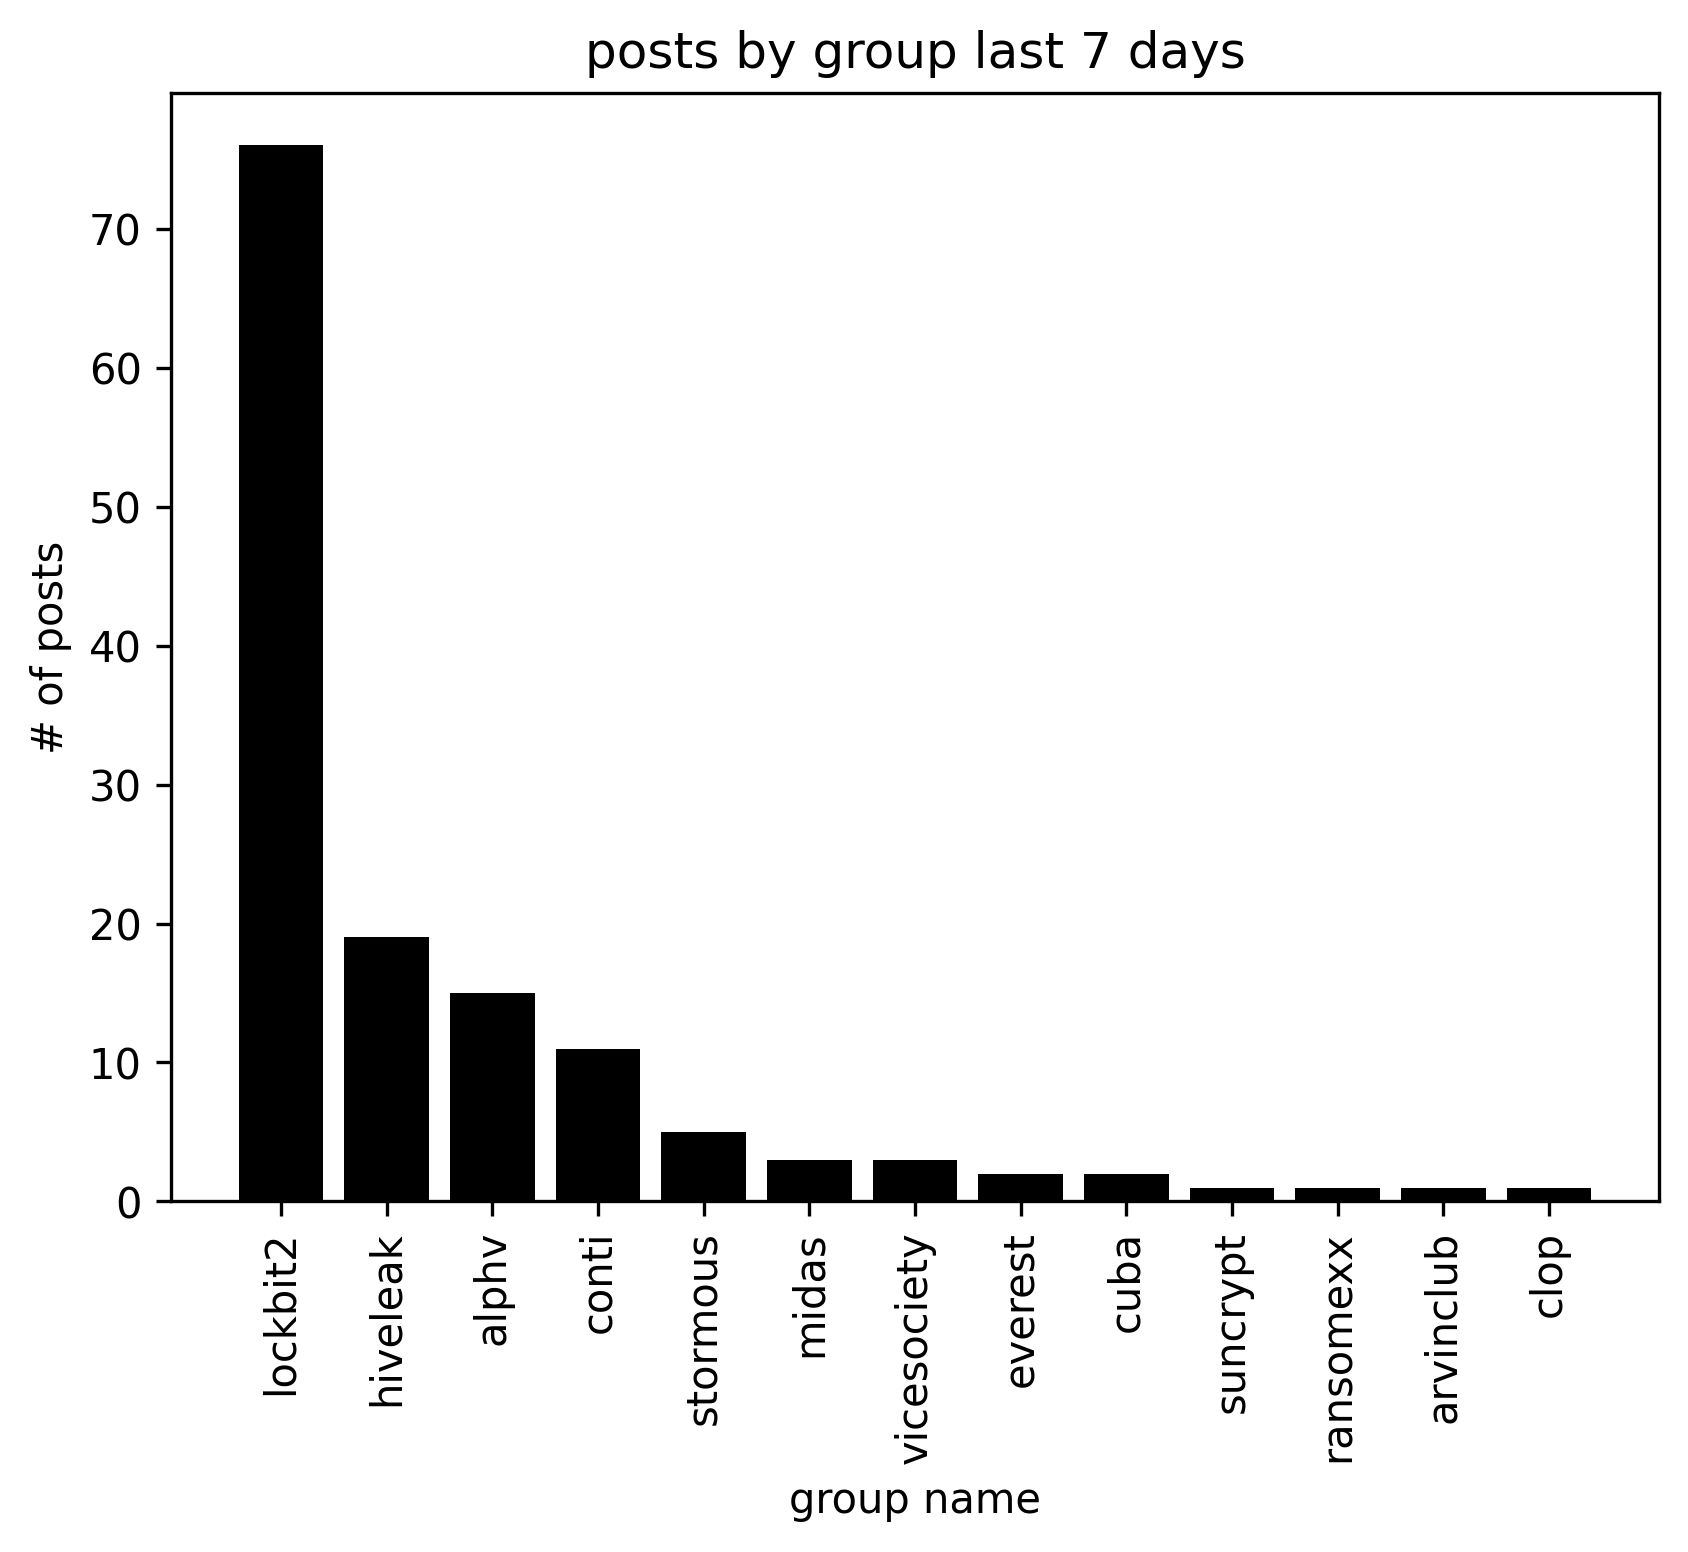 posts by group last 7 days
# of posts
70
60
50
40
30
20
10
0
lockbit2
hiveleak
alphv
conti
stormous
midas
vicesociety
everest
cuba
suncrypt
ransomexx
arvinclub
clop
group name